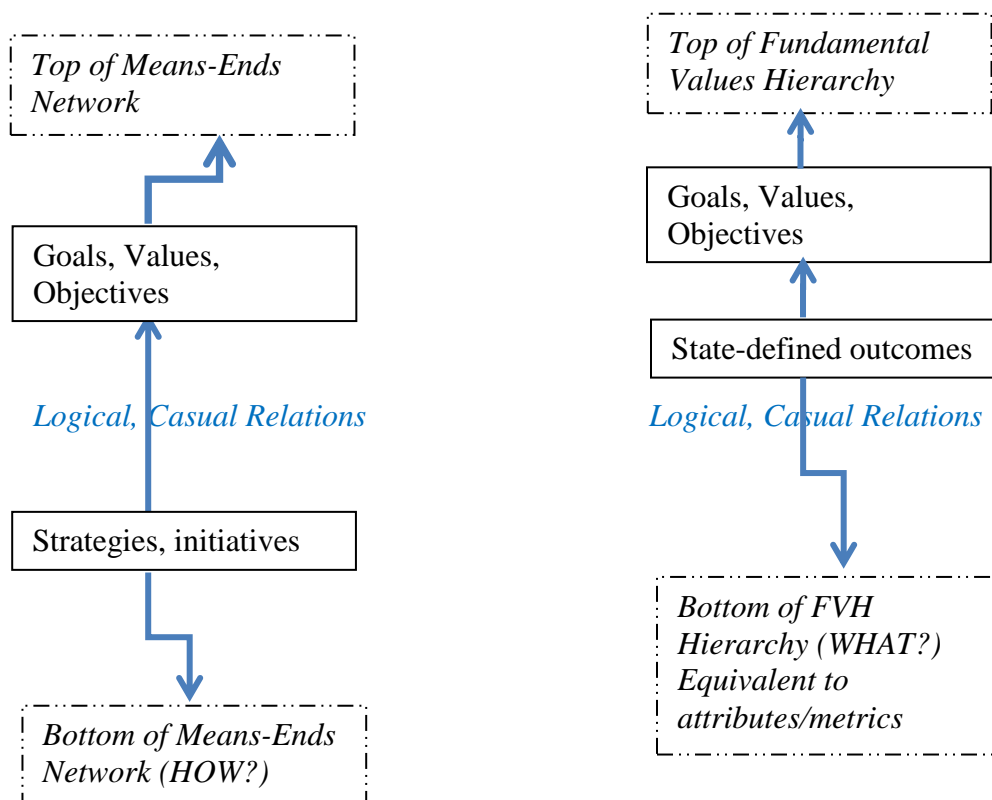 Top of Means-Ends
Network
Goals, Values,
Objectives
Logical, Casual Relations
Strategies, initiatives
Bottom of Means-Ends
Network (HOW?)
Top of Fundamental
Values Hierarchy
Goals, Values,
Objectives
State-defined outcomes
Logical, Casual Relations
Bottom of FVH
Hierarchy (WHAT?)
Equivalent to
attributes/metrics